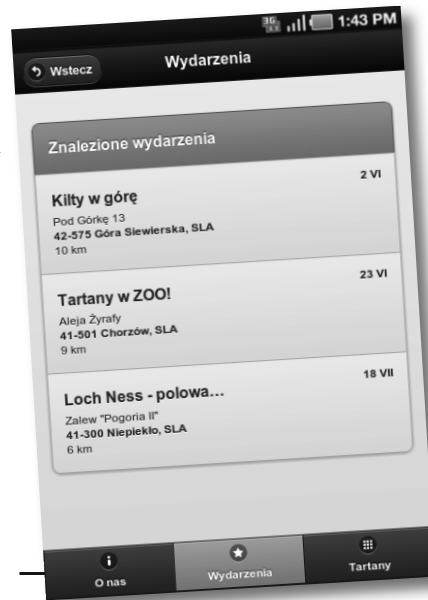 3G 1:43 PM
Wstecz Wydarzenia
Znalezione wydarzenia
Kilty w górę 2 VI
Pod Górkę 13
42-575 Góra Siewierska, SLA
10 km
Tartany w ZOO! 23 VI
Aleja Żyrafy
41-501 Chorzów, SLA
9 km
Loch Ness - polowa... 18 VII
Zalew "Pogoria II"
41-300 Niepiekło, SLA
6 km
O nas Wydarzenia Tartany